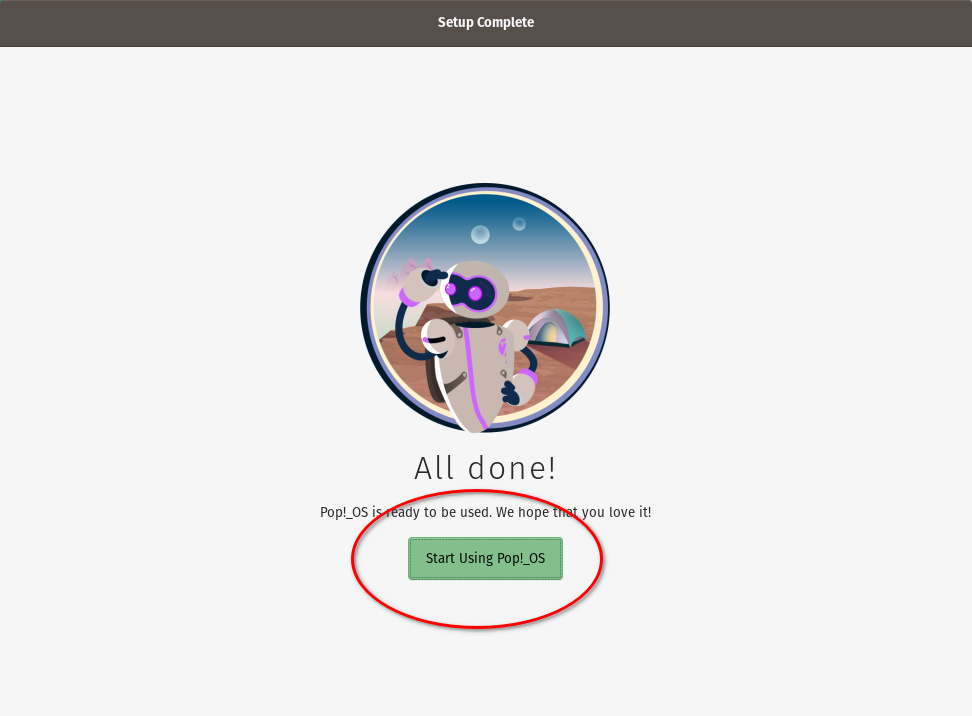 Setup Complete
All done!
Pop!_OS is ready to be used. We hope that you love it!
Start Using Pop!_OS